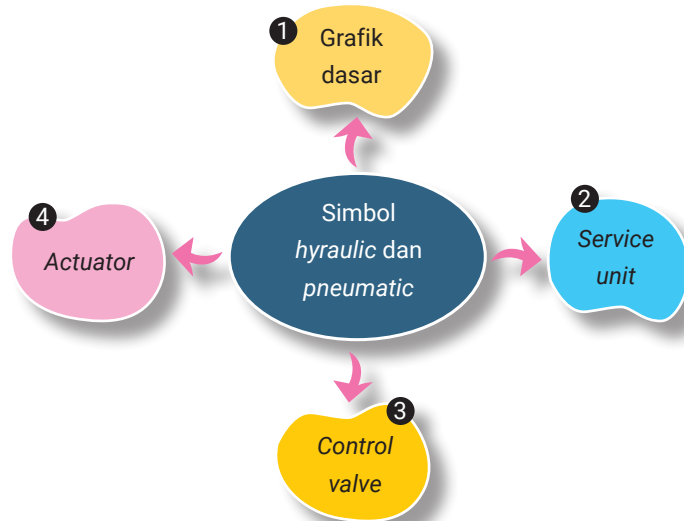 1
Grafik
dasar
2
Service
unit
3
Control
valve
4
Actuator
Simbol
hyraulic dan
pneumatic